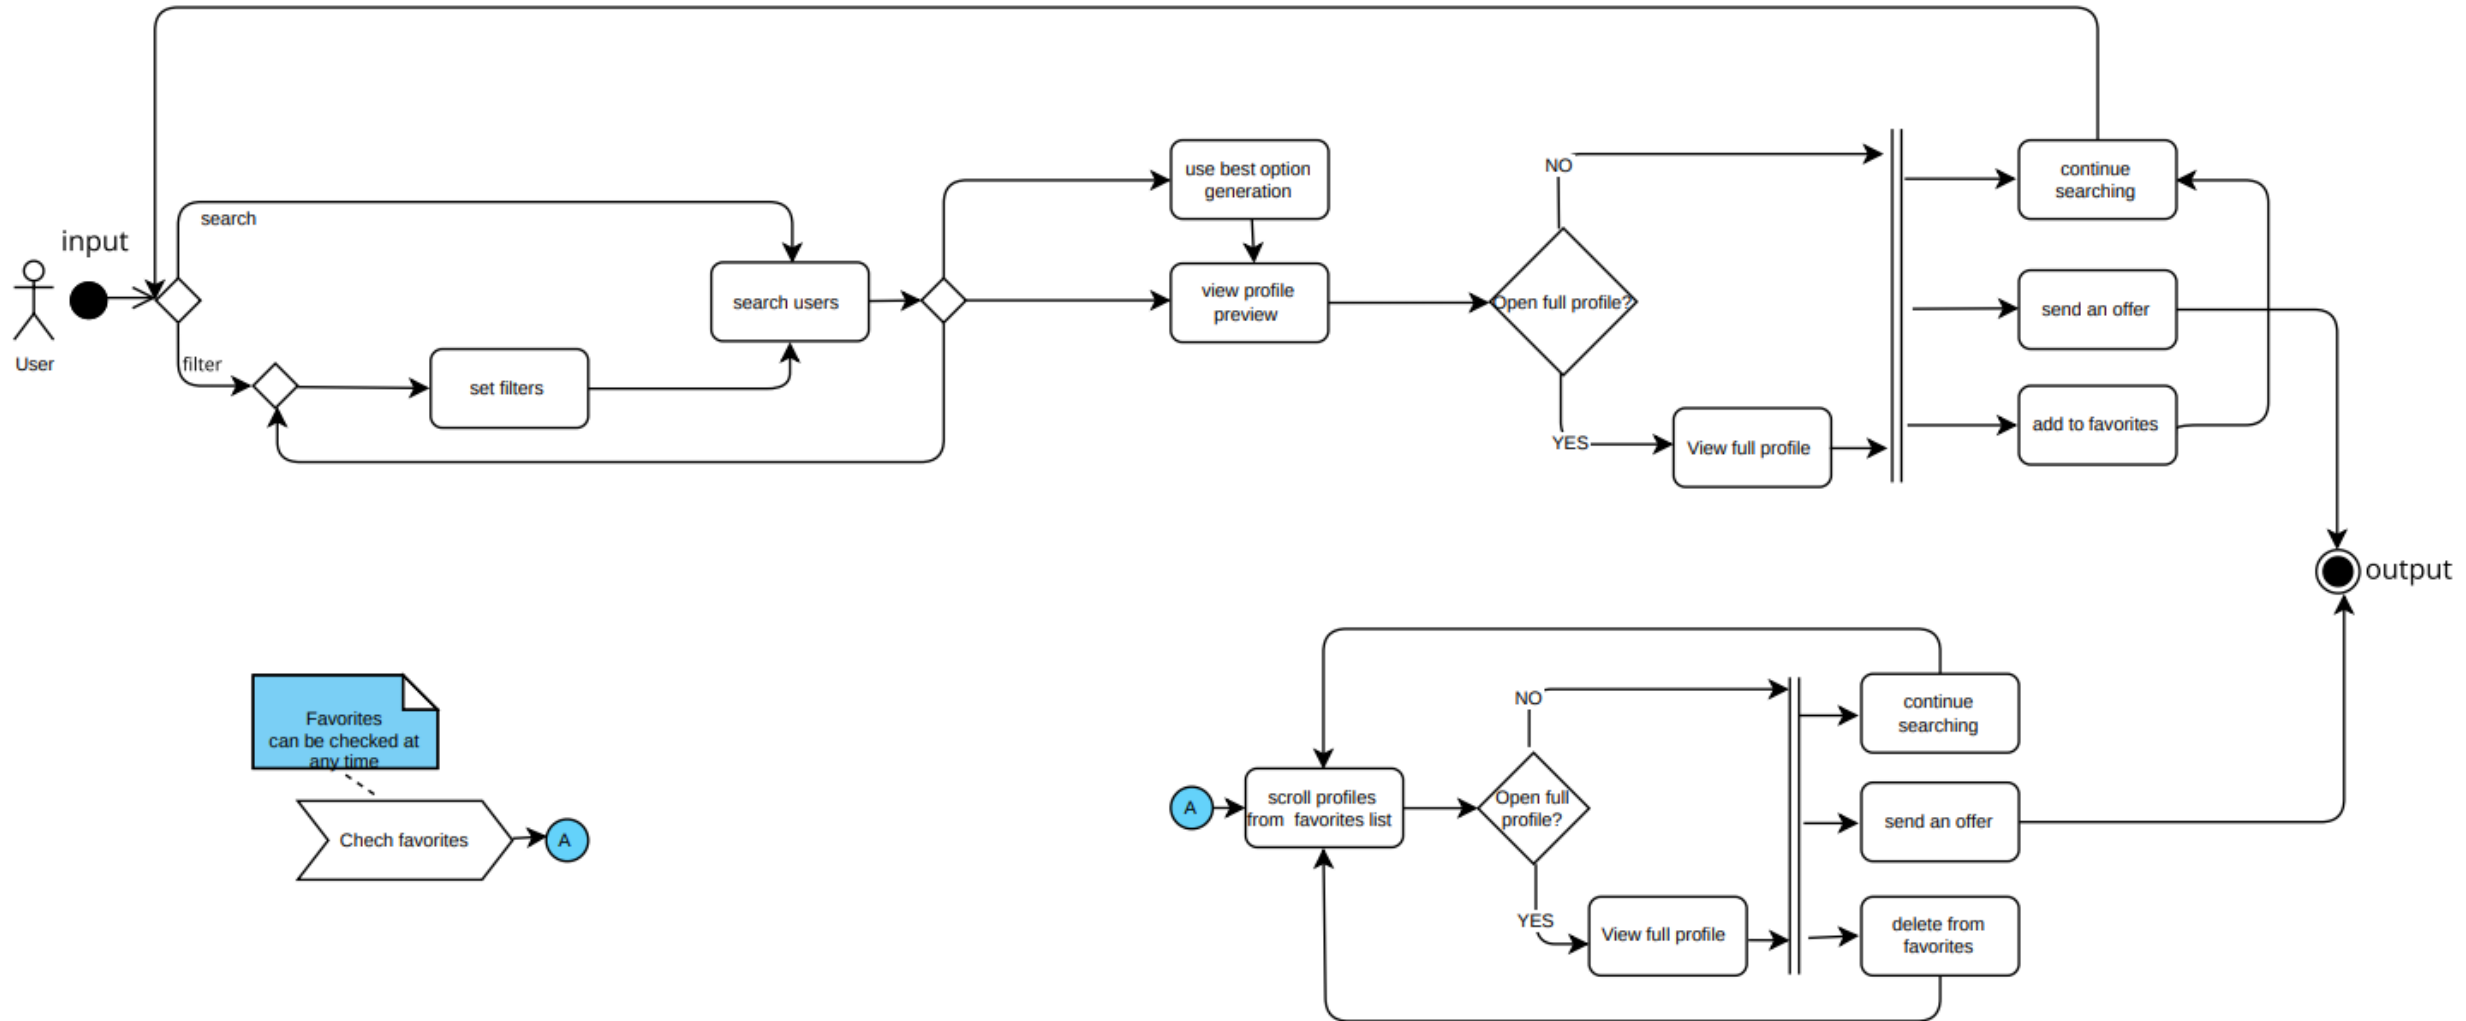 input
User
search
filter
set filters
search users
use best option
generation
view profile
preview
NO
Open full profile?
YES
View full profile
continue
searching
send an offer
add to favorites
output
Favorites
can be checked at
any time
Chech favorites
A
A
scroll profiles
from favorites list
NO
Open full
profile?
YES
View full profile
continue
searching
send an offer
delete from
favorites